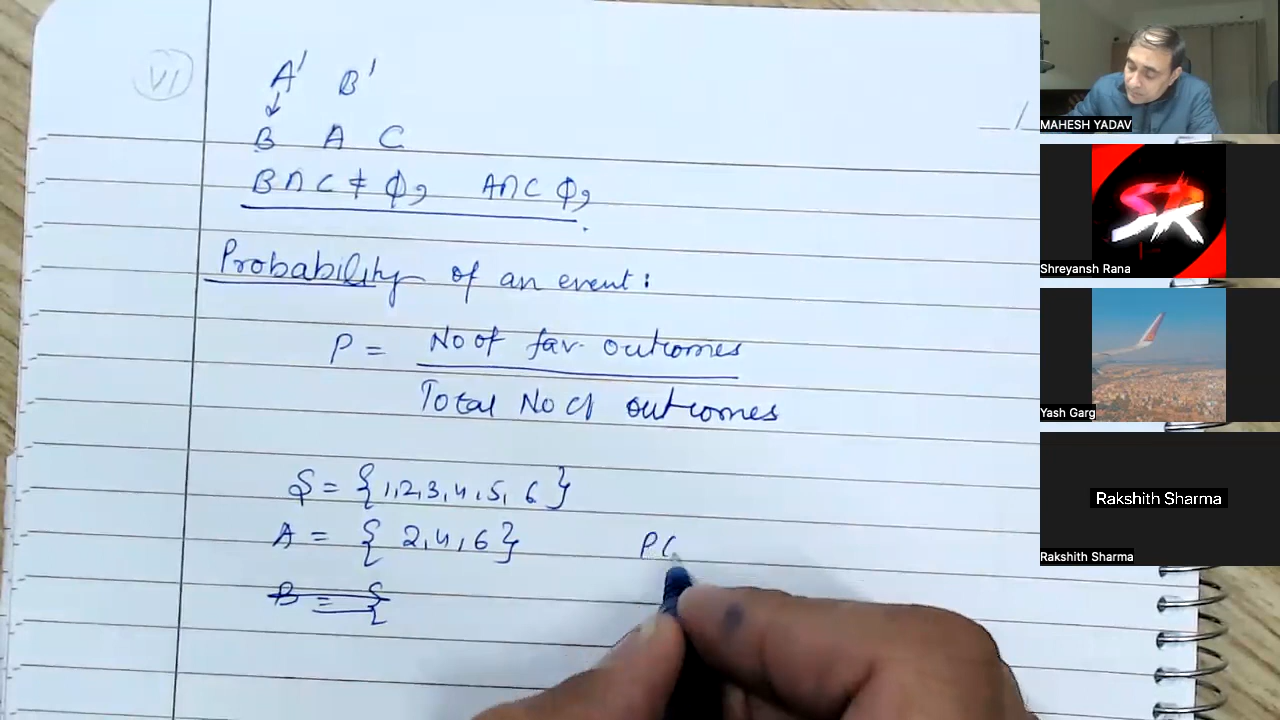 VI
A' B'
↓
B A C
B∩C ≠ ϕ, A∩C ϕ,
Probability of an event:
P = No of fav. outcomes
Total No of outcomes
S = {1,2,3,4,5,6}
A = {2,4,6} P(
B = {
MAHESH YADAV
SR
Shreyansh Rana
Yash Garg
Rakshith Sharma
Rakshith Sharma